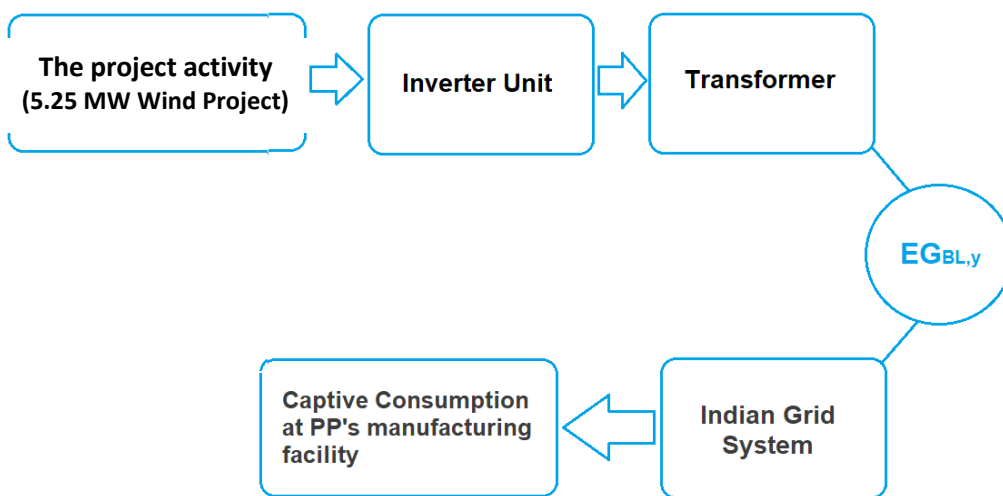 The project activity
(5.25 MW Wind Project)
Inverter Unit
Transformer
EGBL,y
Captive Consumption
at PP's manufacturing
facility
Indian Grid
System